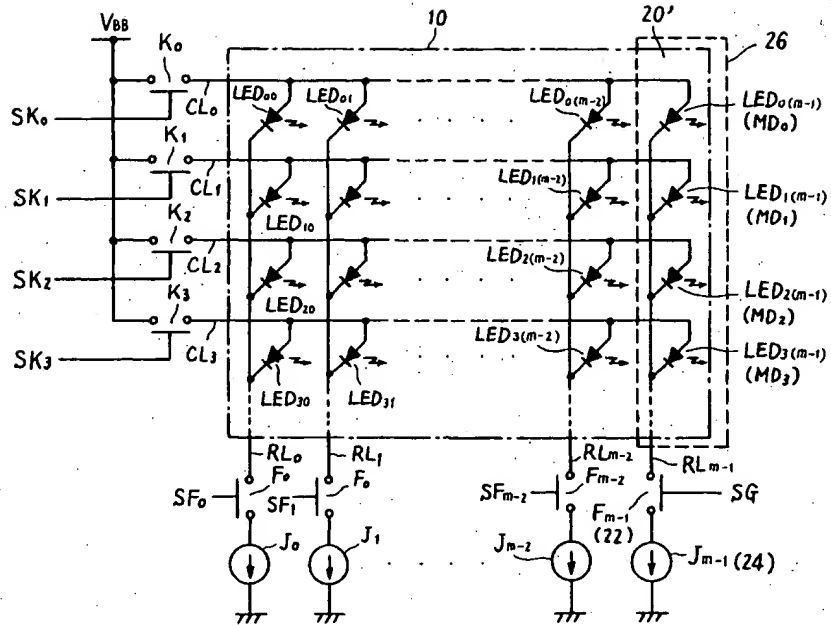 10
20'
26
VBB
K0
SK0
CL0
LED00
LED01
LED0(m-2)
LED0(m-1)
(MD0)
K1
SK1
CL1
LED10
LED1(m-2)
LED1(m-1)
(MD1)
K2
SK2
CL2
LED20
LED2(m-2)
LED2(m-1)
(MD2)
K3
SK3
CL3
LED30
LED31
LED3(m-2)
LED3(m-1)
(MD3)
RL0
RL1
RLm-2
RLm-1
SF0
F0
SF1
F0
SFm-2
Fm-2
Fm-1
(22)
SG
J0
J1
Jm-2
Jm-1 (24)